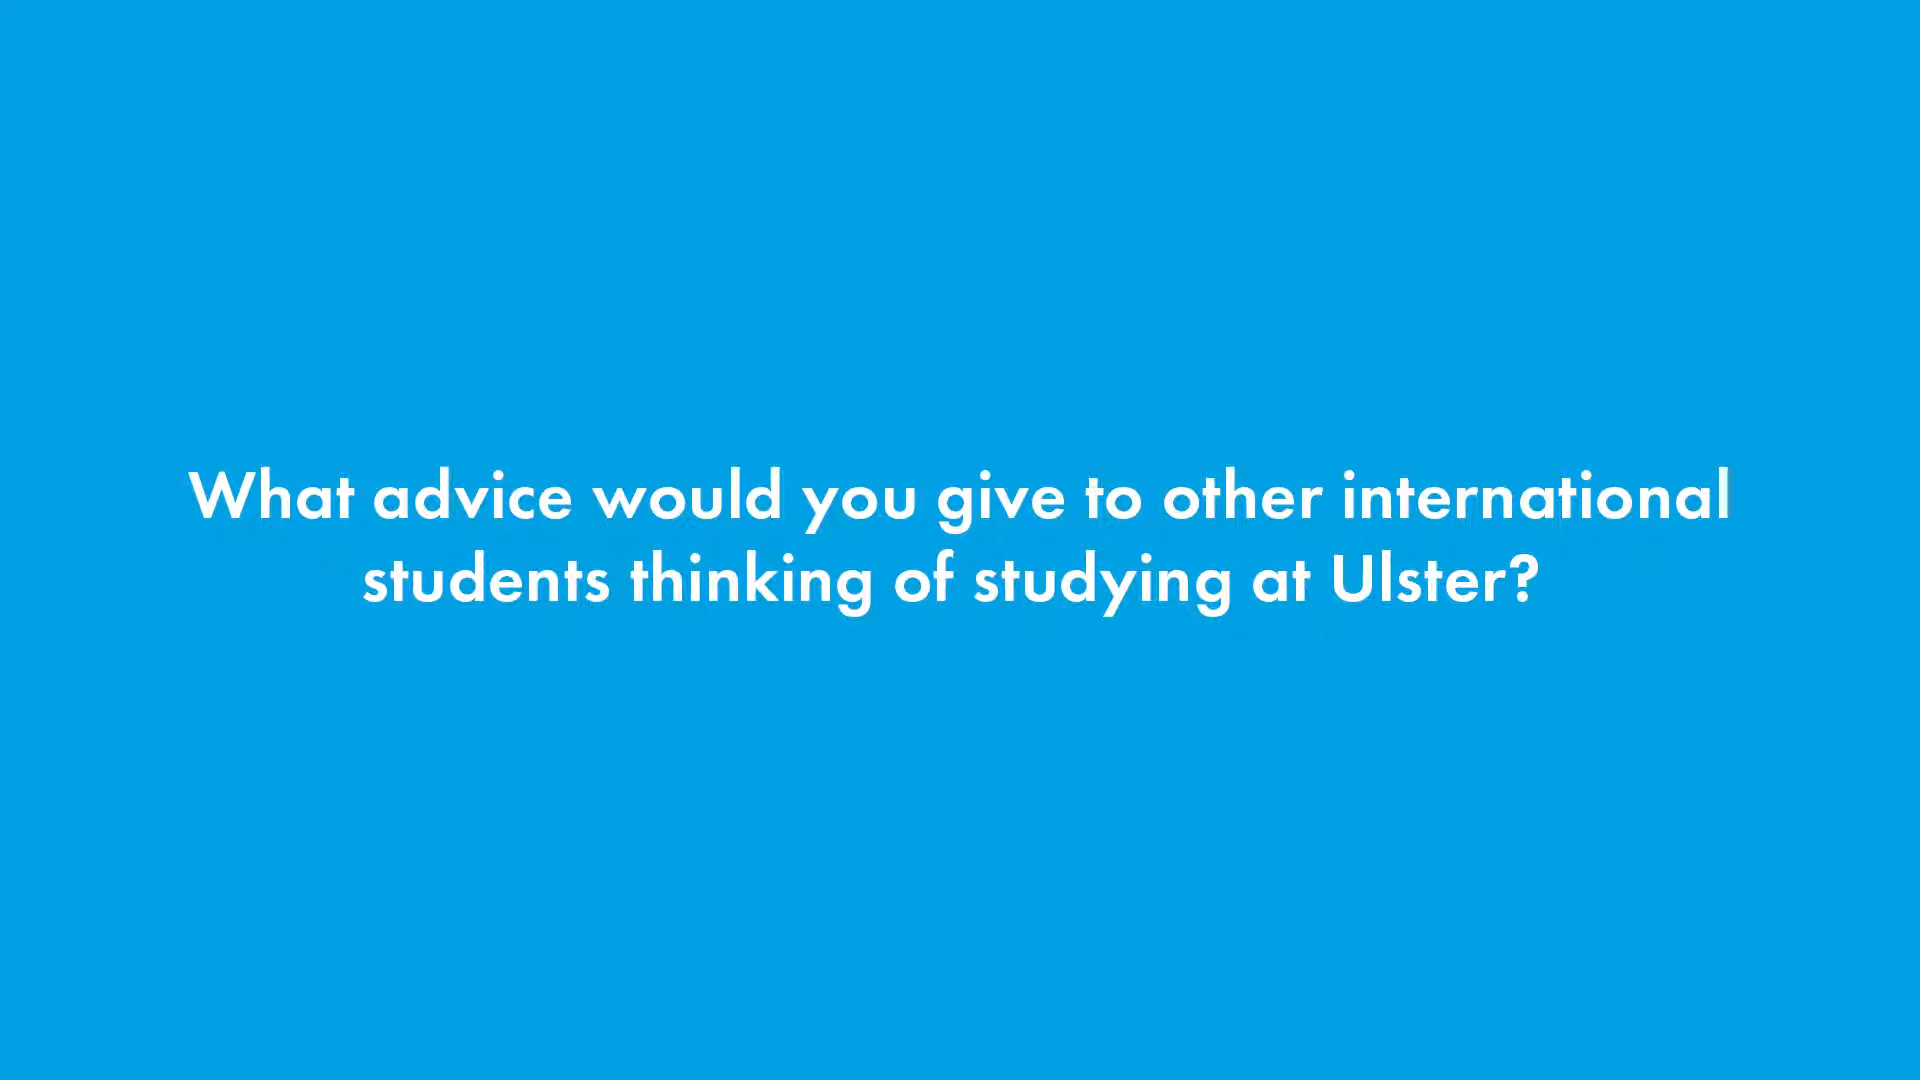 What advice would you give to other international
students thinking of studying at Ulster?